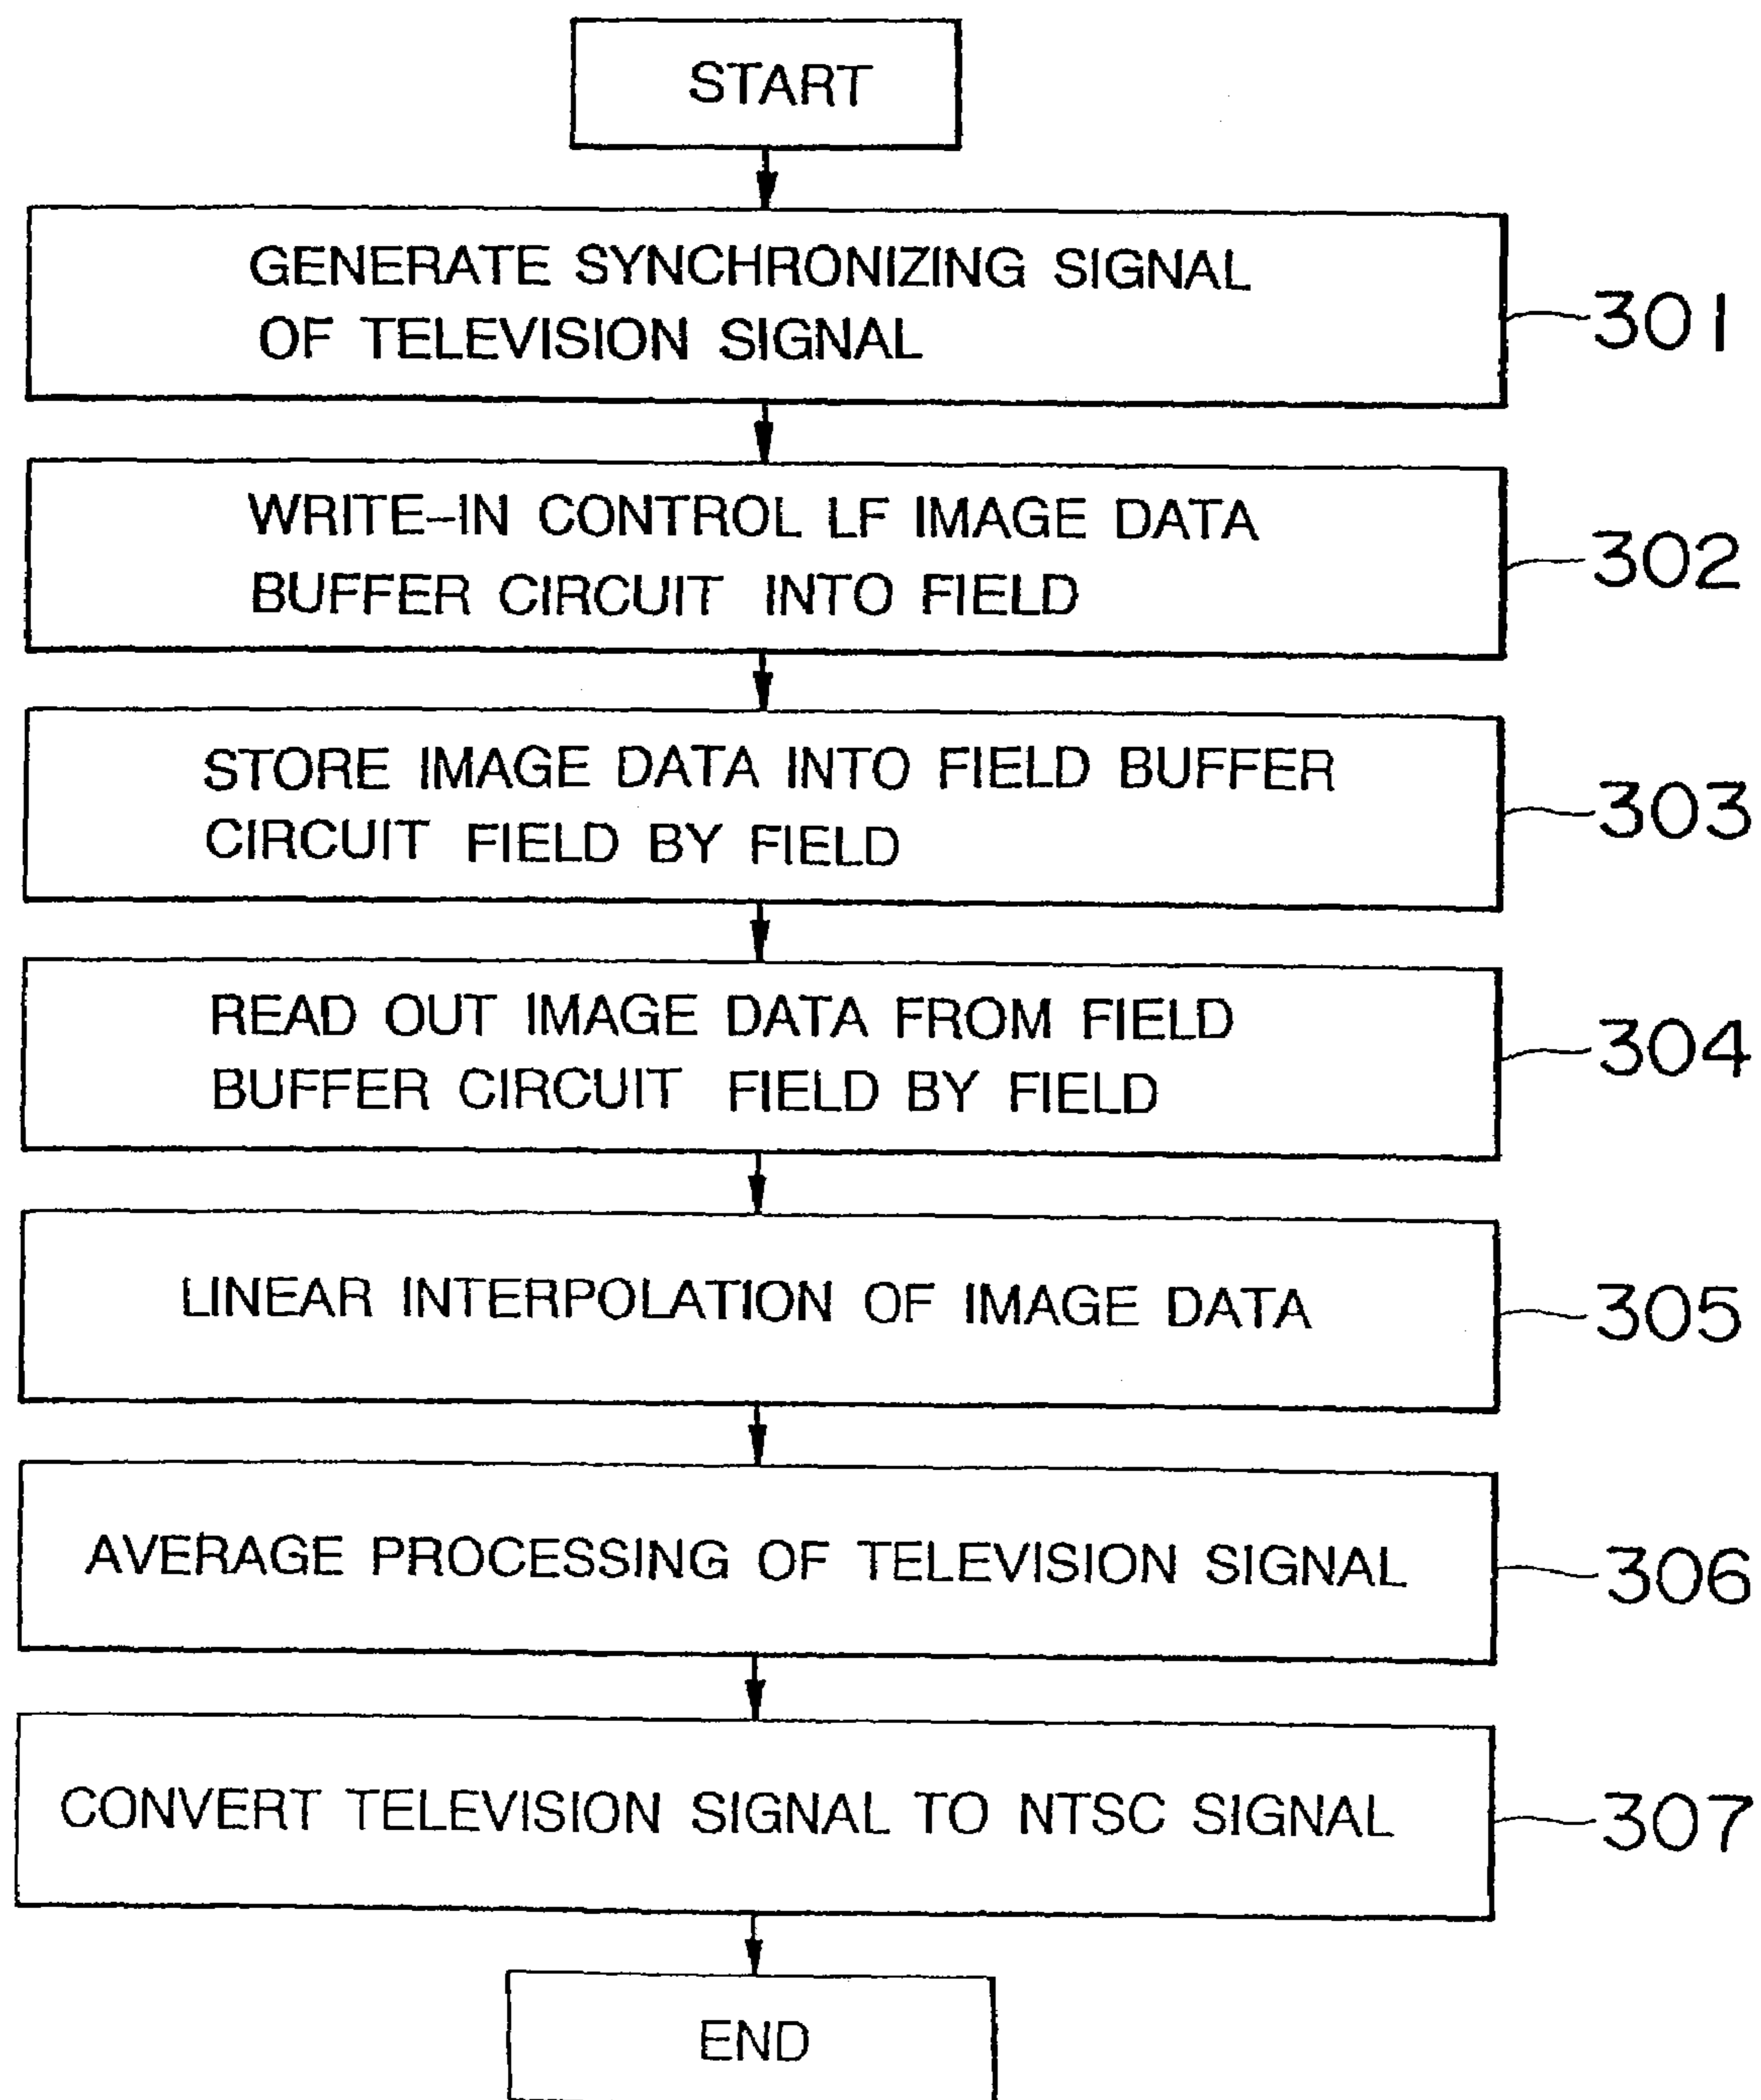 START
GENERATE SYNCHRONIZING SIGNAL
OF TELEVISION SIGNAL
301
WRITE-IN CONTROL LF IMAGE DATA
BUFFER CIRCUIT INTO FIELD
302
STORE IMAGE DATA INTO FIELD BUFFER
CIRCUIT FIELD BY FIELD
303
READ OUT IMAGE DATA FROM FIELD
BUFFER CIRCUIT FIELD BY FIELD
304
LINEAR INTERPOLATION OF IMAGE DATA
305
AVERAGE PROCESSING OF TELEVISION SIGNAL
306
CONVERT TELEVISION SIGNAL TO NTSC SIGNAL
307
END